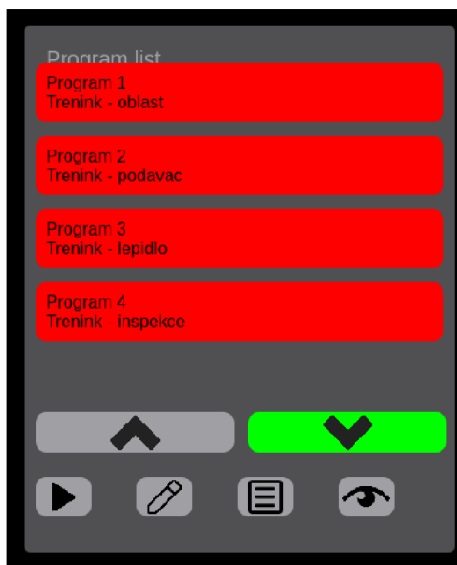 Program list
Program 1
Trenink - oblast
Program 2
Trenink - podavac
Program 3
Trenink - lepidlo
Program 4
Trenink - inspekce